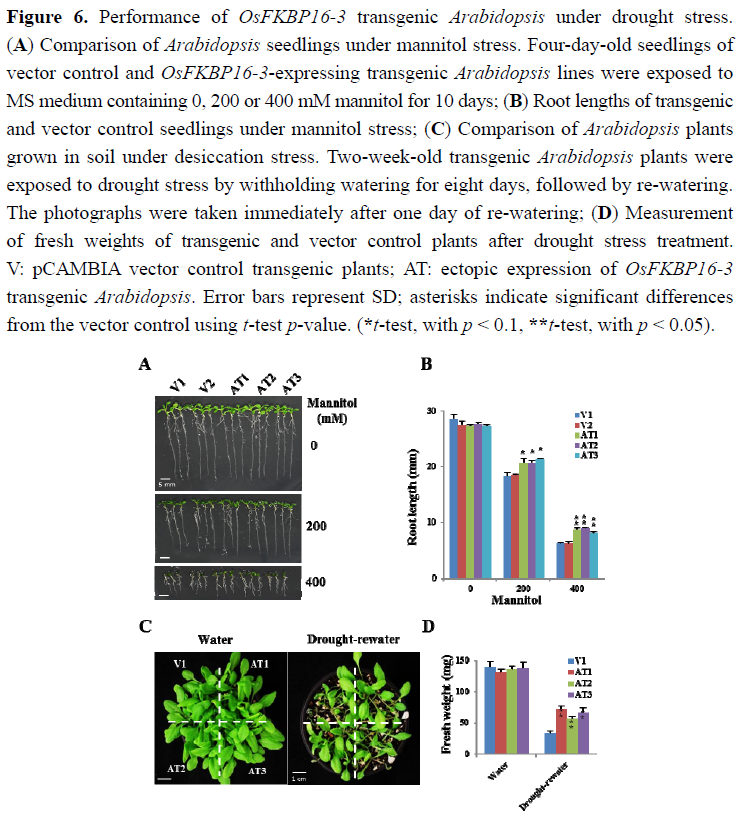 Figure 6. Performance of OsFKBP16-3 transgenic Arabidopsis under drought stress.
(A) Comparison of Arabidopsis seedlings under mannitol stress. Four-day-old seedlings of
vector control and OsFKBP16-3-expressing transgenic Arabidopsis lines were exposed to
MS medium containing 0, 200 or 400 mM mannitol for 10 days; (B) Root lengths of transgenic
and vector control seedlings under mannitol stress; (C) Comparison of Arabidopsis plants
grown in soil under desiccation stress. Two-week-old transgenic Arabidopsis plants were
exposed to drought stress by withholding watering for eight days, followed by re-watering.
The photographs were taken immediately after one day of re-watering; (D) Measurement
of fresh weights of transgenic and vector control plants after drought stress treatment.
V: pCAMBIA vector control transgenic plants; AT: ectopic expression of OsFKBP16-3
transgenic Arabidopsis. Error bars represent SD; asterisks indicate significant differences
from the vector control using t-test p-value. (*t-test, with p < 0.1, **t-test, with p < 0.05).
A
V1 V2 AT1 AT2 AT3
Mannitol
(mM)
0
5 mm
200
400
B
Root length (mm)
30
20
10
0
V1
V2
AT1
AT2
AT3
* * *
** ** **
0 200 400
Mannitol
C
Water Drought-rewater
V1 AT1
AT2 AT3
1 cm
D
Fresh weight (mg)
150
100
50
0
V1
AT1
AT2
AT3
* * *
Water Drought-rewater